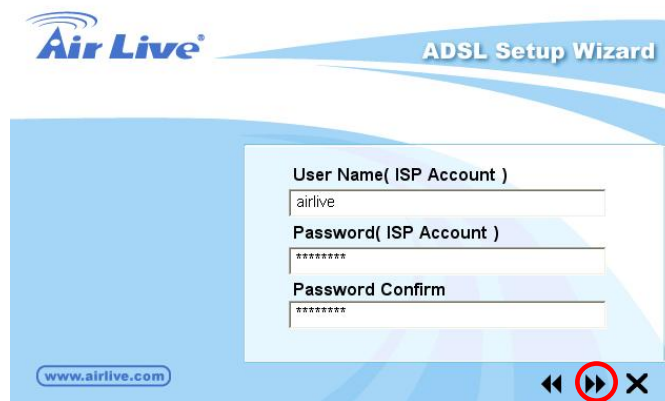 Air Live®
ADSL Setup Wizard
User Name( ISP Account )
airlive
Password( ISP Account )
********
Password Confirm
********
www.airlive.com